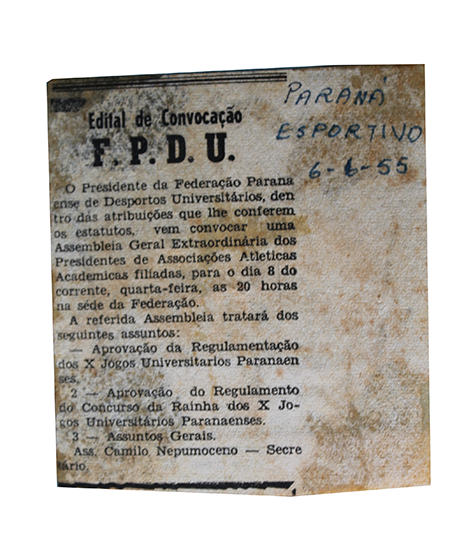 Edital de Convocação
F. P. D. U.
O Presidente da Federação Parana
ense de Desportos Universitários, den
tro das atribuições que lhe conferem
os estatutos, vem convocar uma
Assembleia Geral Extraordinária dos
Presidentes de Associações Atleticas
Academicas filiadas, para o dia 8 do
corrente, quarta-feira, as 20 horas
na séde da Federação.
A referida Assembleia tratará dos
seguintes assuntos:
— Aprovação da Regulamentação
dos X Jogos Universitarios Paranaen
ses.
2 — Aprovação do Regulamento
do Concurso da Rainha dos X Jo-
gos Universitários Paranaenses.
3 — Assuntos Gerais.
Ass. Camilo Nepumoceno — Secre
tário.
PARANÁ
ESPORTIVO
6-6-55